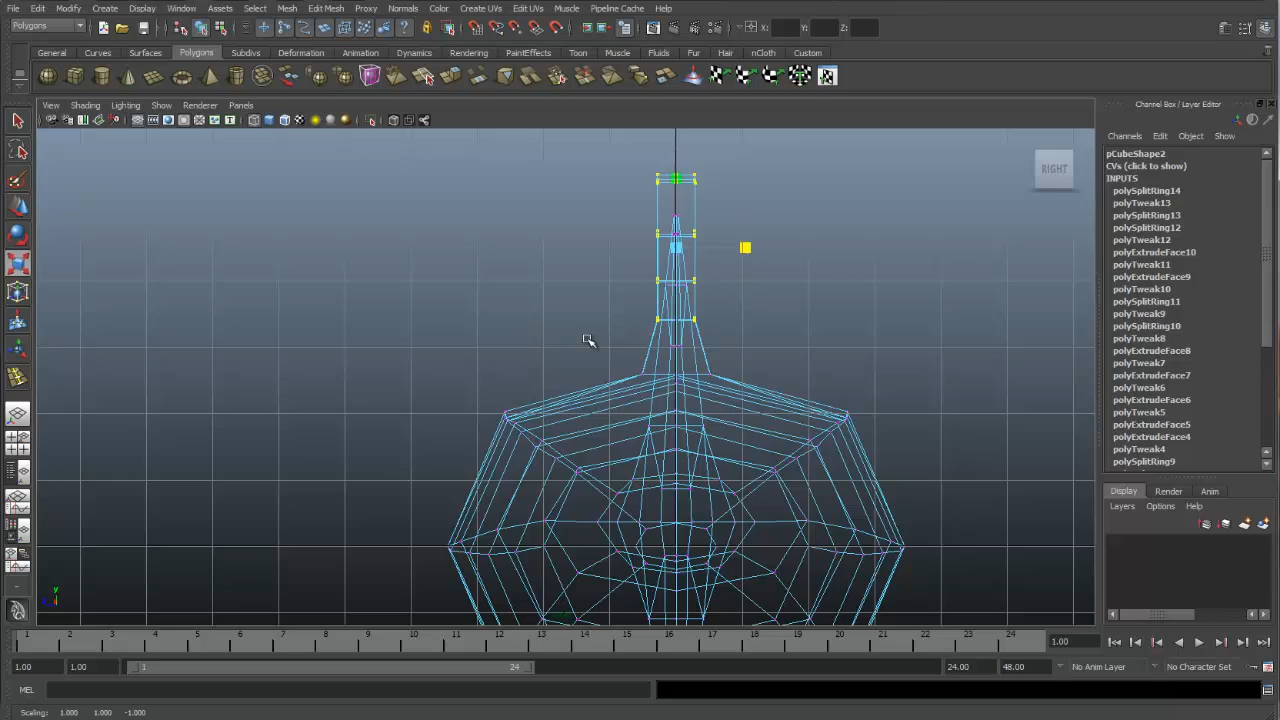 File Edit Modify Create Display Window Assets Select Mesh Edit Mesh Proxy Normals Color Create UVs Edit UVs Muscle Pipeline Cache Help
Polygons X: Y: Z:
General Curves Surfaces Polygons Subdivs Deformation Animation Dynamics Rendering PaintEffects Toon Muscle Fluids Fur Hair nCloth Custom
View Shading Lighting Show Renderer Panels
Channel Box / Layer Editor
Channels Edit Object Show
RIGHT
pCubeShape2
CVs (click to show)
INPUTS
polySplitRing14
polyTweak13
polySplitRing13
polySplitRing12
polyTweak12
polyExtrudeFace10
polyTweak11
polyExtrudeFace9
polyTweak10
polySplitRing11
polyTweak9
polySplitRing10
polyTweak8
polyExtrudeFace8
polyTweak7
polyExtrudeFace7
polyExtrudeFace6
polyTweak6
polyExtrudeFace6
polyTweak5
polyExtrudeFace5
polyExtrudeFace4
polyTweak4
polySplitRing9
Display Render Anim
Layers Options Help
y
1 2 3 4 5 6 7 8 9 10 11 12 13 14 15 16 17 18 19 20 21 22 23 24 1.00
1.00 1.00 1 24 24.00 48.00 No Anim Layer No Character Set
MEL
Scaling: 1.000 1.000 -1.000